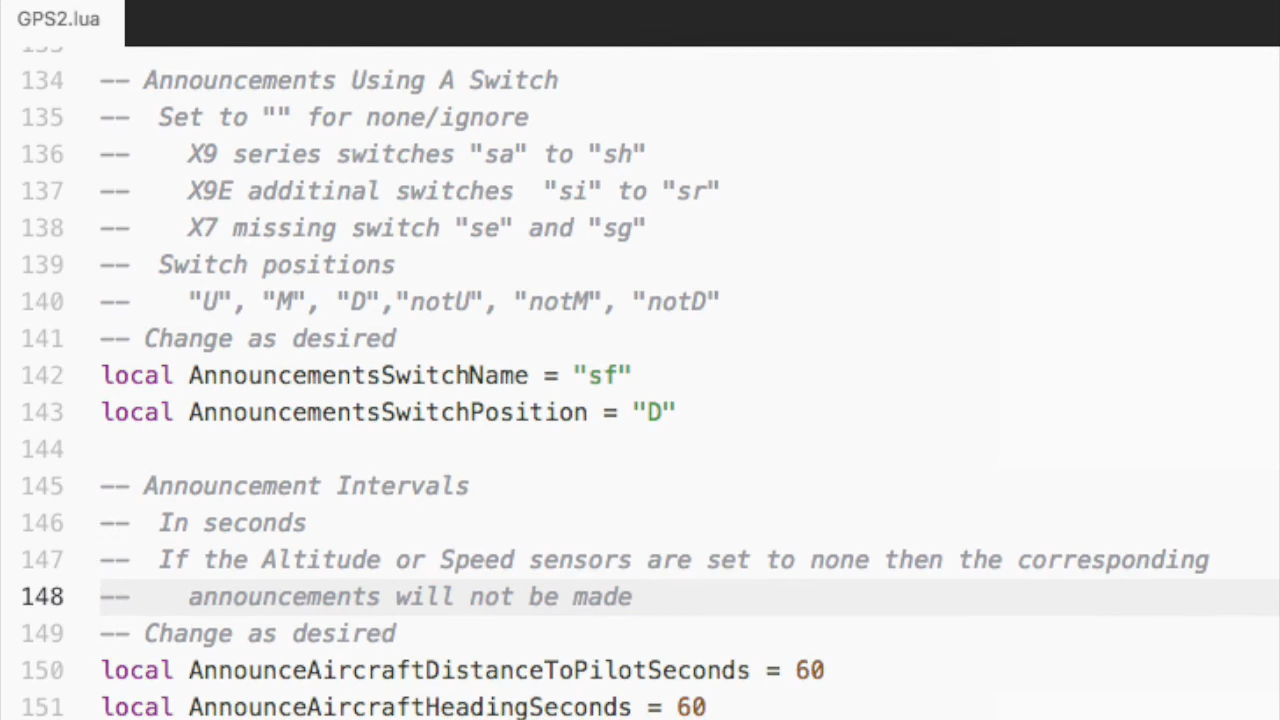 GPS2.lua
134 -- Announcements Using A Switch
135 --  Set to "" for none/ignore
136 --    X9 series switches "sa" to "sh"
137 --    X9E additinal switches  "si" to "sr"
138 --    X7 missing switch "se" and "sg"
139 --  Switch positions
140 --    "U", "M", "D","notU", "notM", "notD"
141 -- Change as desired
142 local AnnouncementsSwitchName = "sf"
143 local AnnouncementsSwitchPosition = "D"
144
145 -- Announcement Intervals
146 --  In seconds
147 --  If the Altitude or Speed sensors are set to none then the corresponding
148 --    announcements will not be made
149 -- Change as desired
150 local AnnounceAircraftDistanceToPilotSeconds = 60
151 local AnnounceAircraftHeadingSeconds = 60